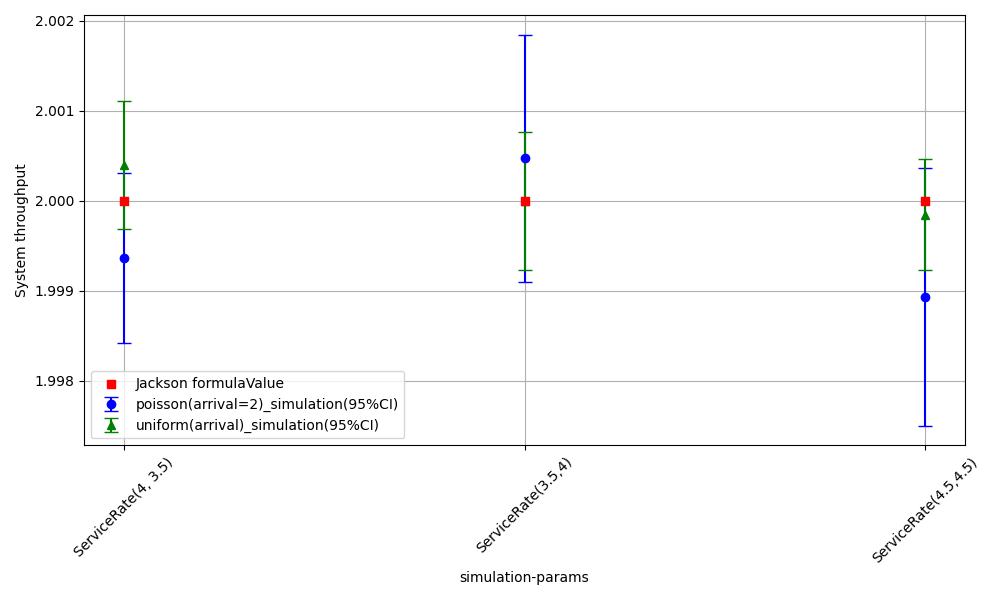 2.002
2.001
2.000
1.999
1.998
System throughput
Jackson formulaValue
poisson(arrival=2)_simulation(95%CI)
uniform(arrival)_simulation(95%CI)
ServiceRate(4, 3.5)
ServiceRate(3.5,4)
ServiceRate(4.5,4.5)
simulation-params